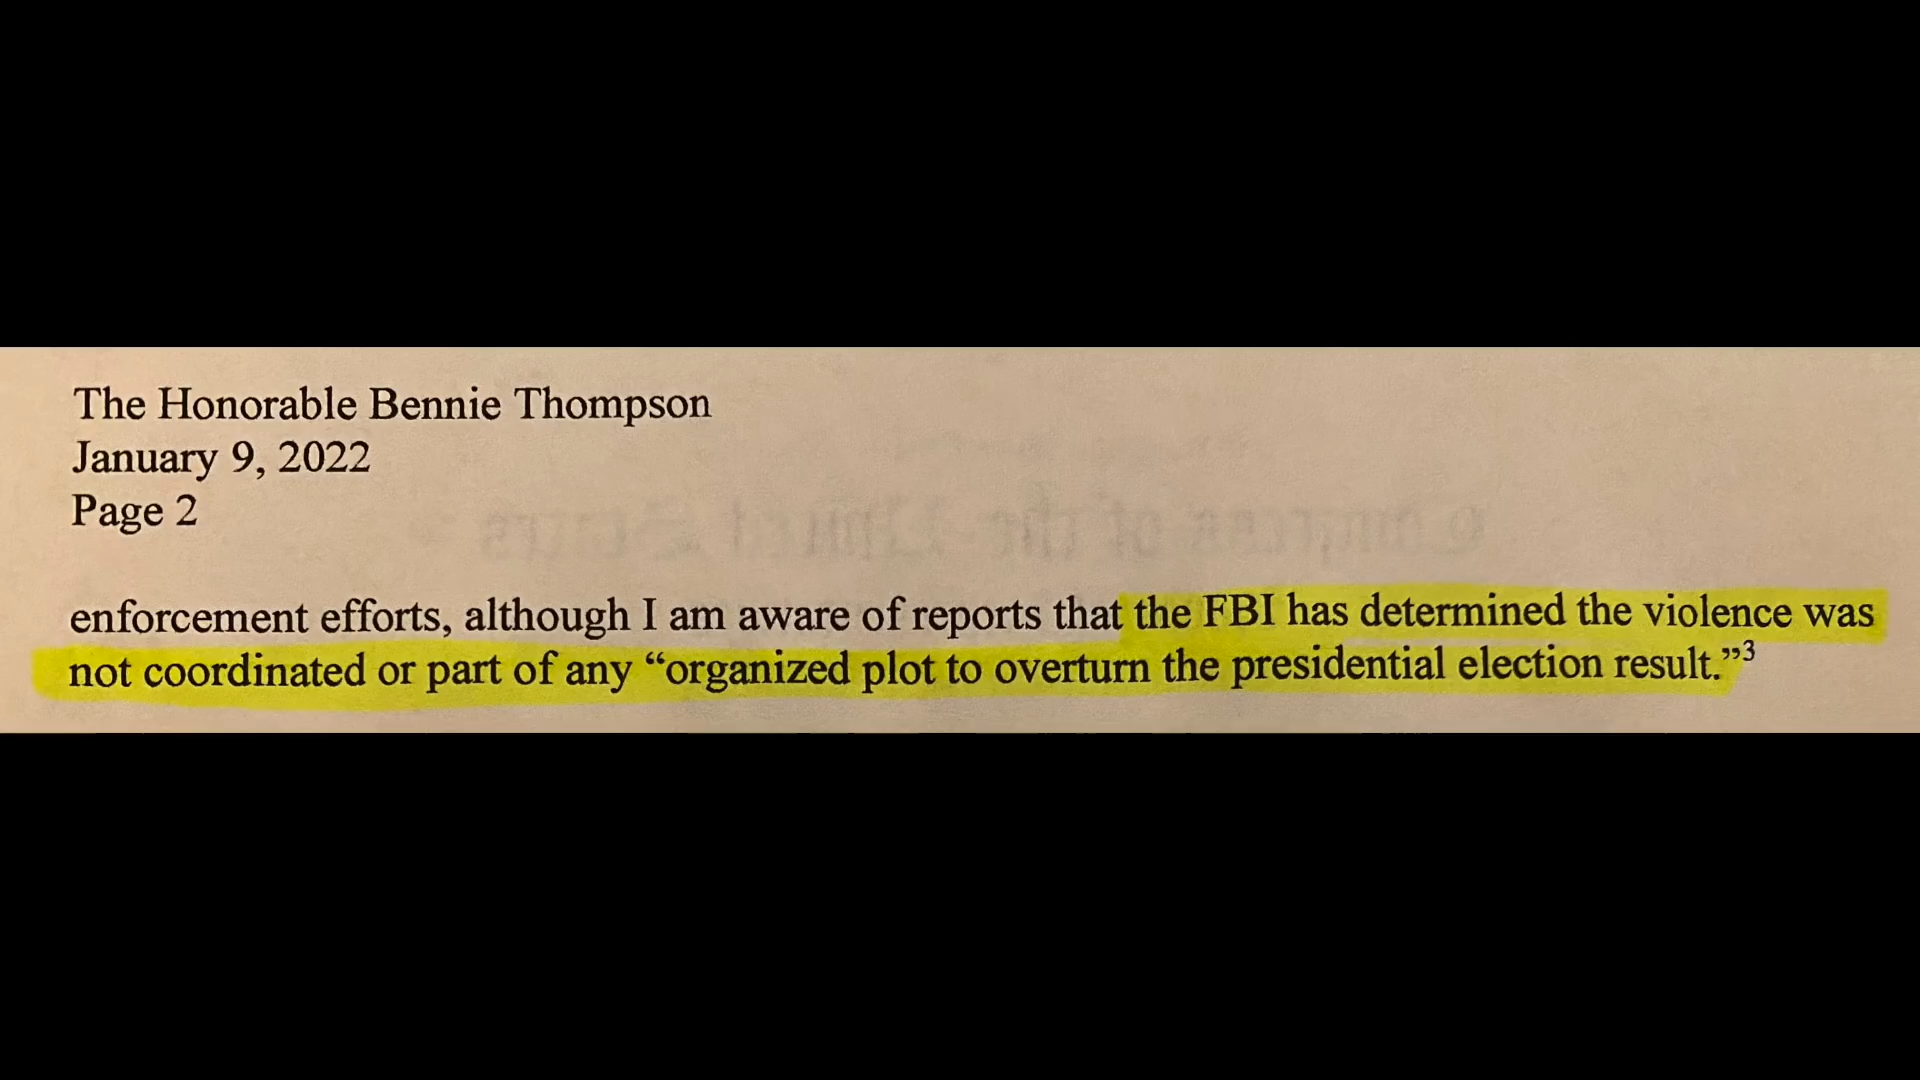 The Honorable Bennie Thompson
January 9, 2022
Page 2
enforcement efforts, although I am aware of reports that the FBI has determined the violence was
not coordinated or part of any “organized plot to overturn the presidential election result.”3